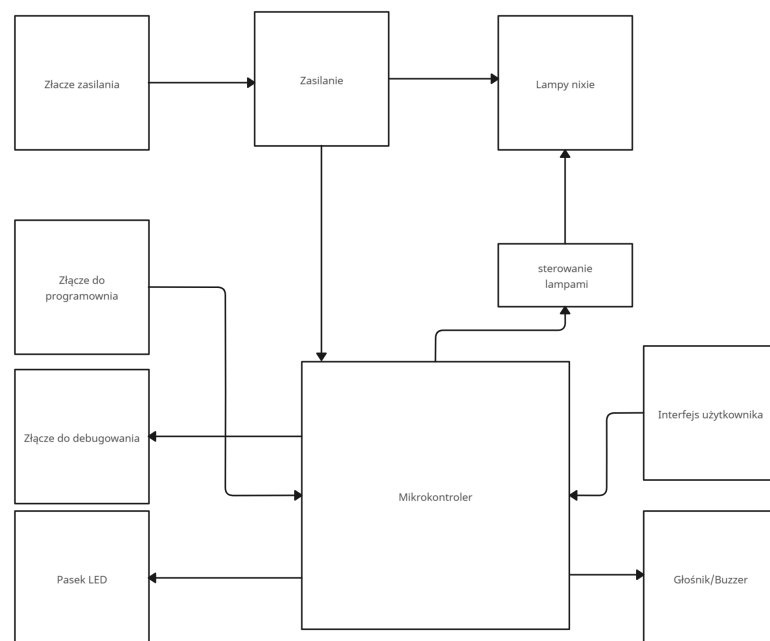 Złacze zasilania
Zasilanie
Lampy nixie
sterowanie
lampami
Złącze do
programownia
Złącze do debugowania
Interfejs użytkownika
Mikrokontroler
Pasek LED
Głośnik/Buzzer